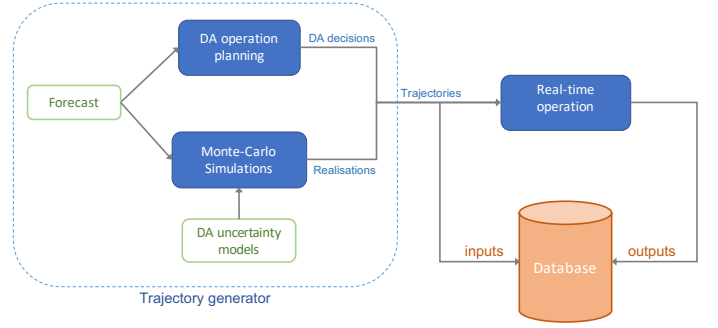 DA operation
planning
DA decisions
Forecast
Trajectories
Real-time
operation
Monte-Carlo
Simulations
Realisations
DA uncertainty
models
inputs
outputs
Database
Trajectory generator